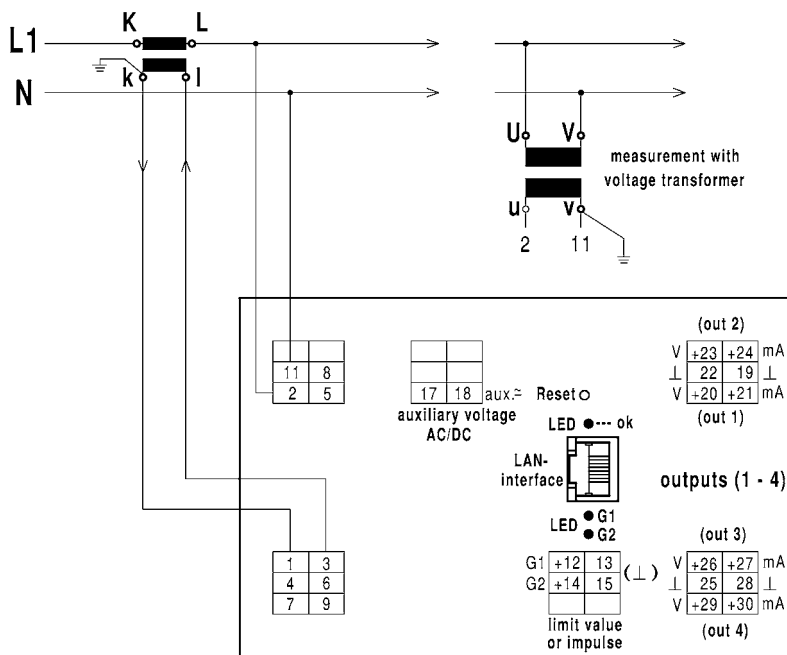 K L
L1
k l
N
U V
measurement with
voltage transformer
u v
2 11
(out 2)
V +23 +24 mA
11 8
⊥ 22 19 ⊥
2 5
17 18 aux.≂
Reset
V +20 +21 mA
auxiliary voltage
AC/DC
(out 1)
LED --- ok
LAN-
interface
outputs (1 - 4)
LED G1
G2
(out 3)
1 3
G1 +12 13
(⊥)
V +26 +27 mA
4 6
G2 +14 15
⊥ 25 28 ⊥
7 9
V +29 +30 mA
limit value
or impulse
(out 4)